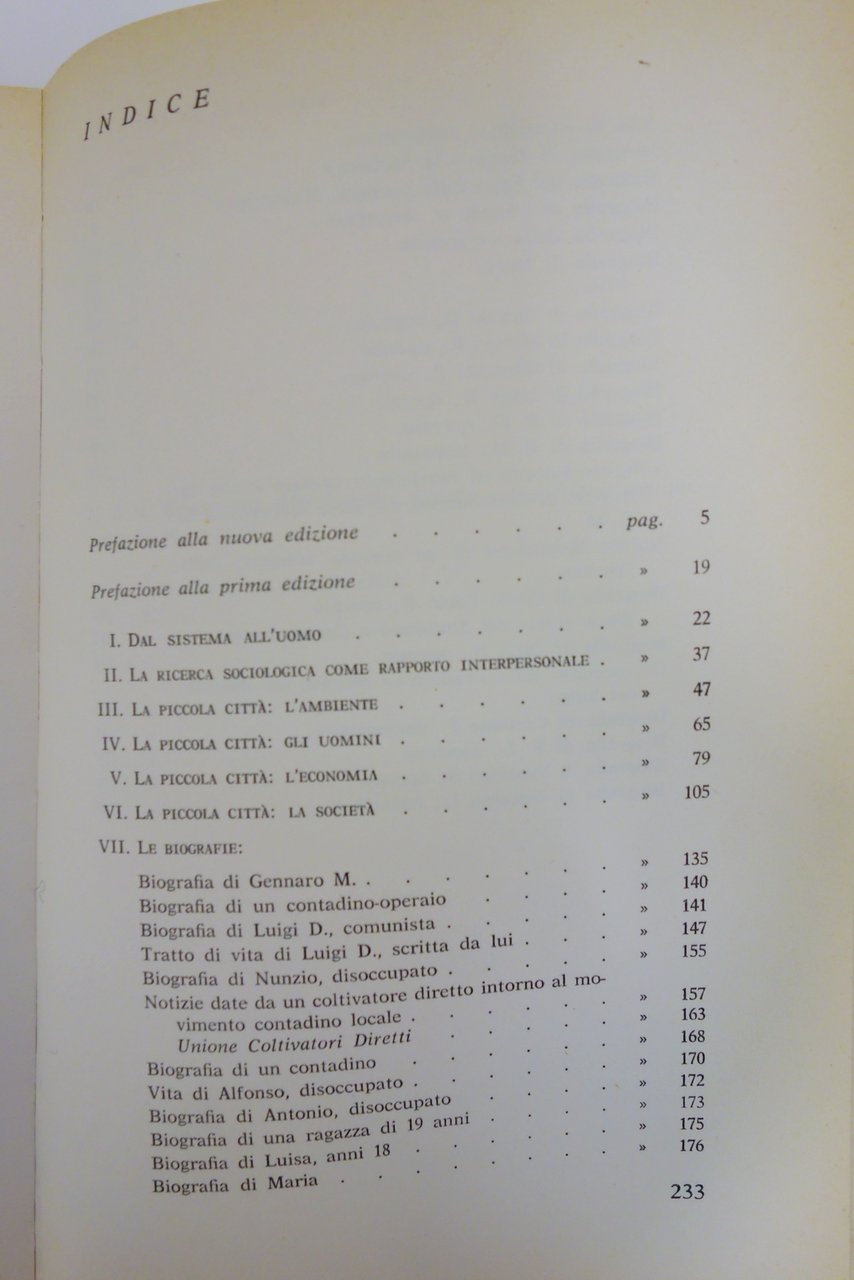 INDICE
Prefazione alla nuova edizione . . . . . pag. 5
Prefazione alla prima edizione . . . . . » 19
I. Dal sistema all'uomo . . . . . . » 22
II. La ricerca sociologica come rapporto interpersonale . » 37
III. La piccola città: l'ambiente . . . . . » 47
IV. La piccola città: gli uomini . . . . . » 65
V. La piccola città: l'economia . . . . . » 79
VI. La piccola città: la società . . . . . » 105
VII. Le biografie:
Biografia di Gennaro M. . . . . . . » 135
Biografia di un contadino-operaio . . . » 140
Biografia di Luigi D., comunista . . . . » 141
Tratto di vita di Luigi D., scritta da lui . . . » 147
Biografia di Nunzio, disoccupato . . . . » 155
Notizie date da un coltivatore diretto intorno al mo-
vimento contadino locale . . . . . » 157
Unione Coltivatori Diretti . . . . » 163
Biografia di un contadino . . . . . » 168
Vita di Alfonso, disoccupato . . . . . » 170
Biografia di Antonio, disoccupato . . . » 172
Biografia di una ragazza di 19 anni . . . » 173
Biografia di Luisa, anni 18 . . . . » 175
Biografia di Maria . . . . . . » 176
233